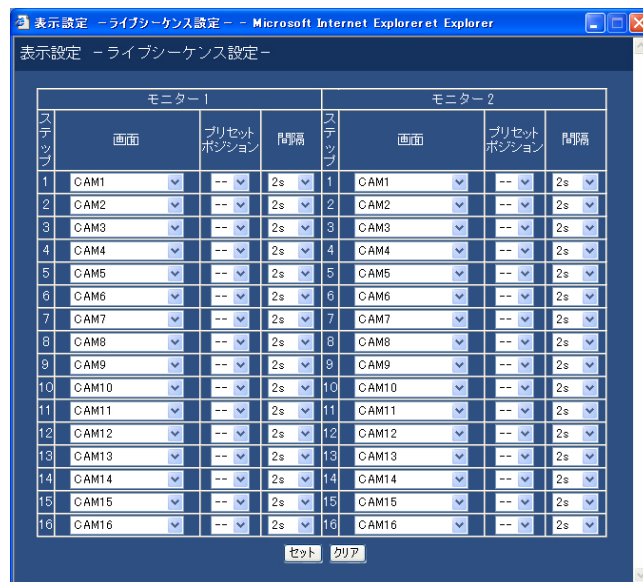 表示設定 －ライブシーケンス設定－ - Microsoft Internet Exploreret Explorer
表示設定 －ライブシーケンス設定－
モニター1 モニター2
ステップ 画面 プリセットポジション 間隔 ステップ 画面 プリセットポジション 間隔
1 CAM1 -- 2s 1 CAM1 -- 2s
2 CAM2 -- 2s 2 CAM2 -- 2s
3 CAM3 -- 2s 3 CAM3 -- 2s
4 CAM4 -- 2s 4 CAM4 -- 2s
5 CAM5 -- 2s 5 CAM5 -- 2s
6 CAM6 -- 2s 6 CAM6 -- 2s
7 CAM7 -- 2s 7 CAM7 -- 2s
8 CAM8 -- 2s 8 CAM8 -- 2s
9 CAM9 -- 2s 9 CAM9 -- 2s
10 CAM10 -- 2s 10 CAM10 -- 2s
11 CAM11 -- 2s 11 CAM11 -- 2s
12 CAM12 -- 2s 12 CAM12 -- 2s
13 CAM13 -- 2s 13 CAM13 -- 2s
14 CAM14 -- 2s 14 CAM14 -- 2s
15 CAM15 -- 2s 15 CAM15 -- 2s
16 CAM16 -- 2s 16 CAM16 -- 2s
セット クリア